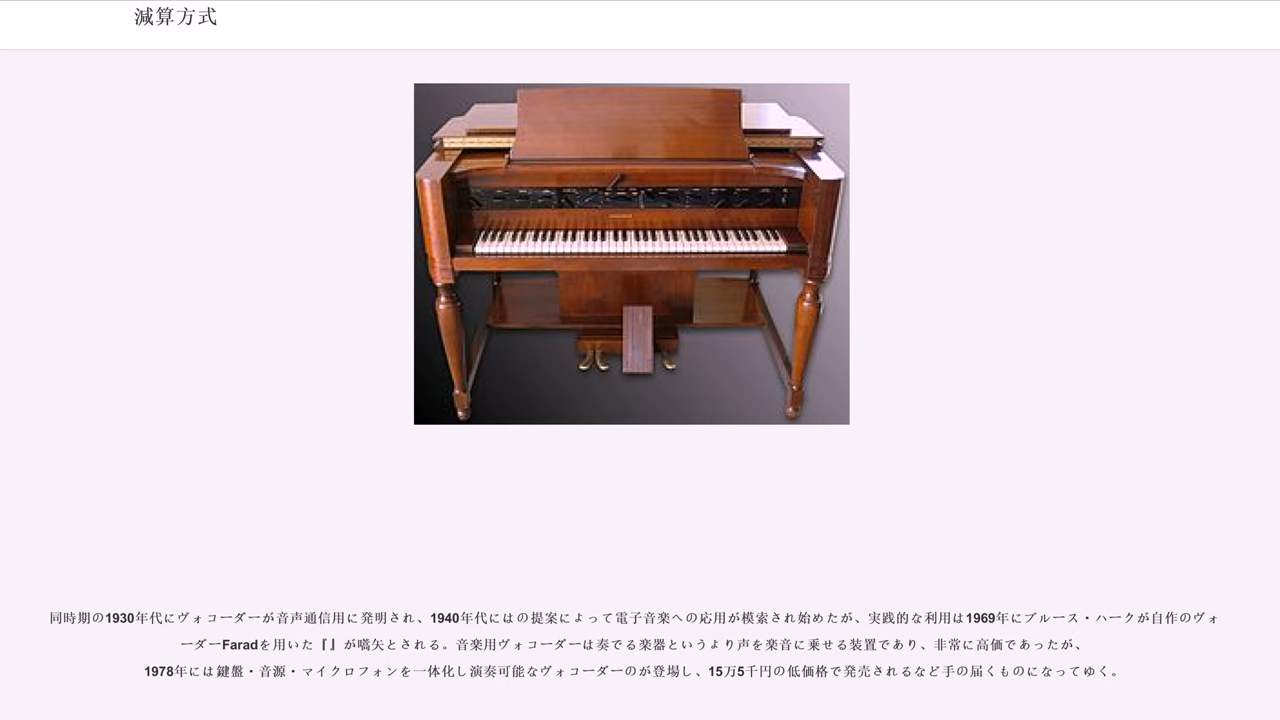 減算方式
同時期の1930年代にヴォコーダーが音声通信用に発明され、1940年代にはの提案によって電子音楽への応用が模索され始めたが、実践的な利用は1969年にブルース・ハークが自作のヴォ
ーダーFaradを用いた『』が嚆矢とされる。音楽用ヴォコーダーは奏でる楽器というより声を楽音に乗せる装置であり、非常に高価であったが、
1978年には鍵盤・音源・マイクロフォンを一体化し演奏可能なヴォコーダーのが登場し、15万5千円の低価格で発売されるなど手の届くものになってゆく。